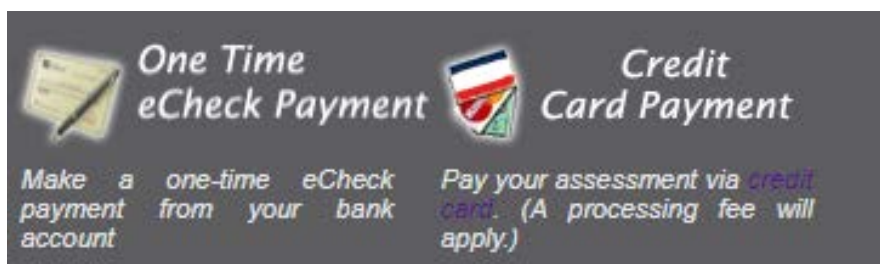 One Time
eCheck Payment
Make a one-time eCheck
payment from your bank
account
Credit
Card Payment
Pay your assessment via credit
card. (A processing fee will
apply.)